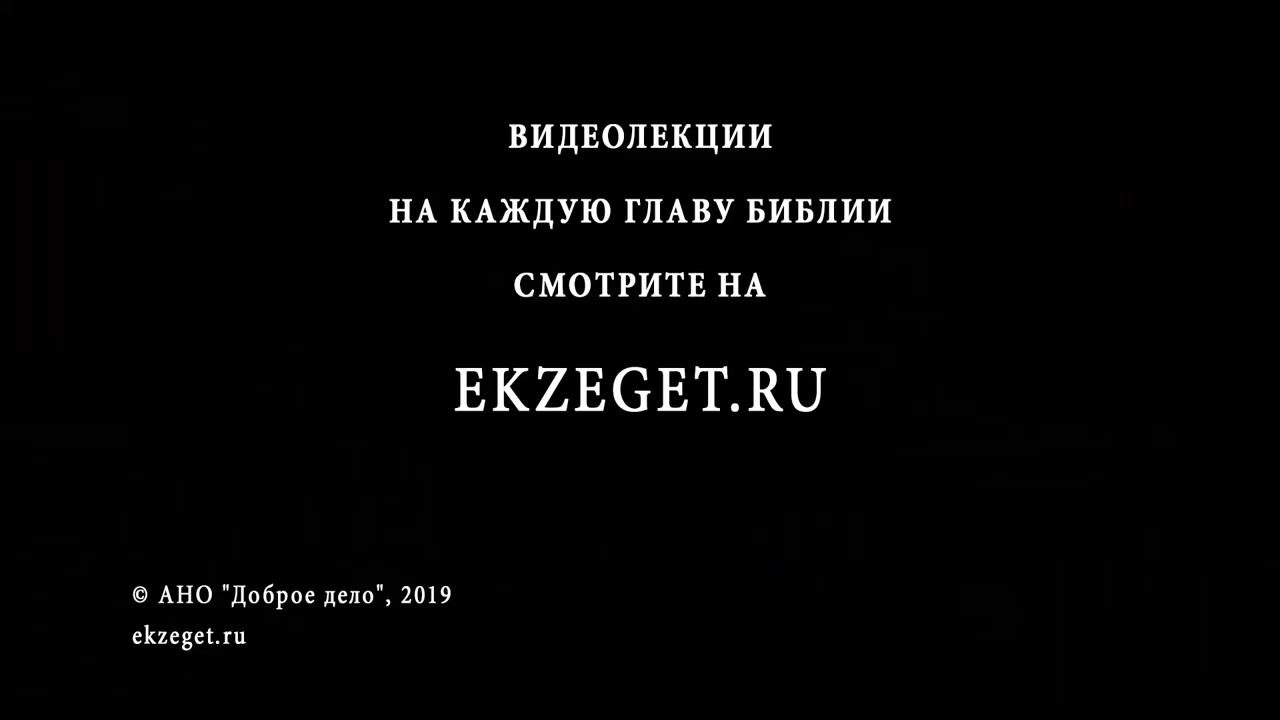 ВИДЕОЛЕКЦИИ
НА КАЖДУЮ ГЛАВУ БИБЛИИ
СМОТРИТЕ НА
EKZEGET.RU
© АНО "Доброе дело", 2019
ekzeget.ru